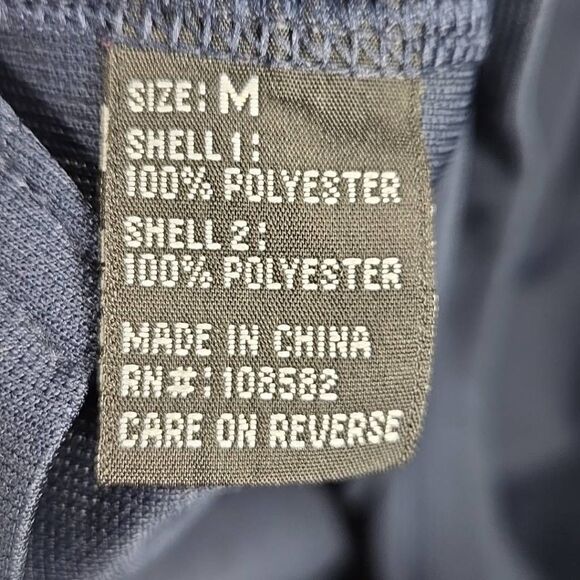 SIZE: M
SHELL 1:
100% POLYESTER
SHELL 2:
100% POLYESTER
MADE IN CHINA
RN#: 108582
CARE ON REVERSE